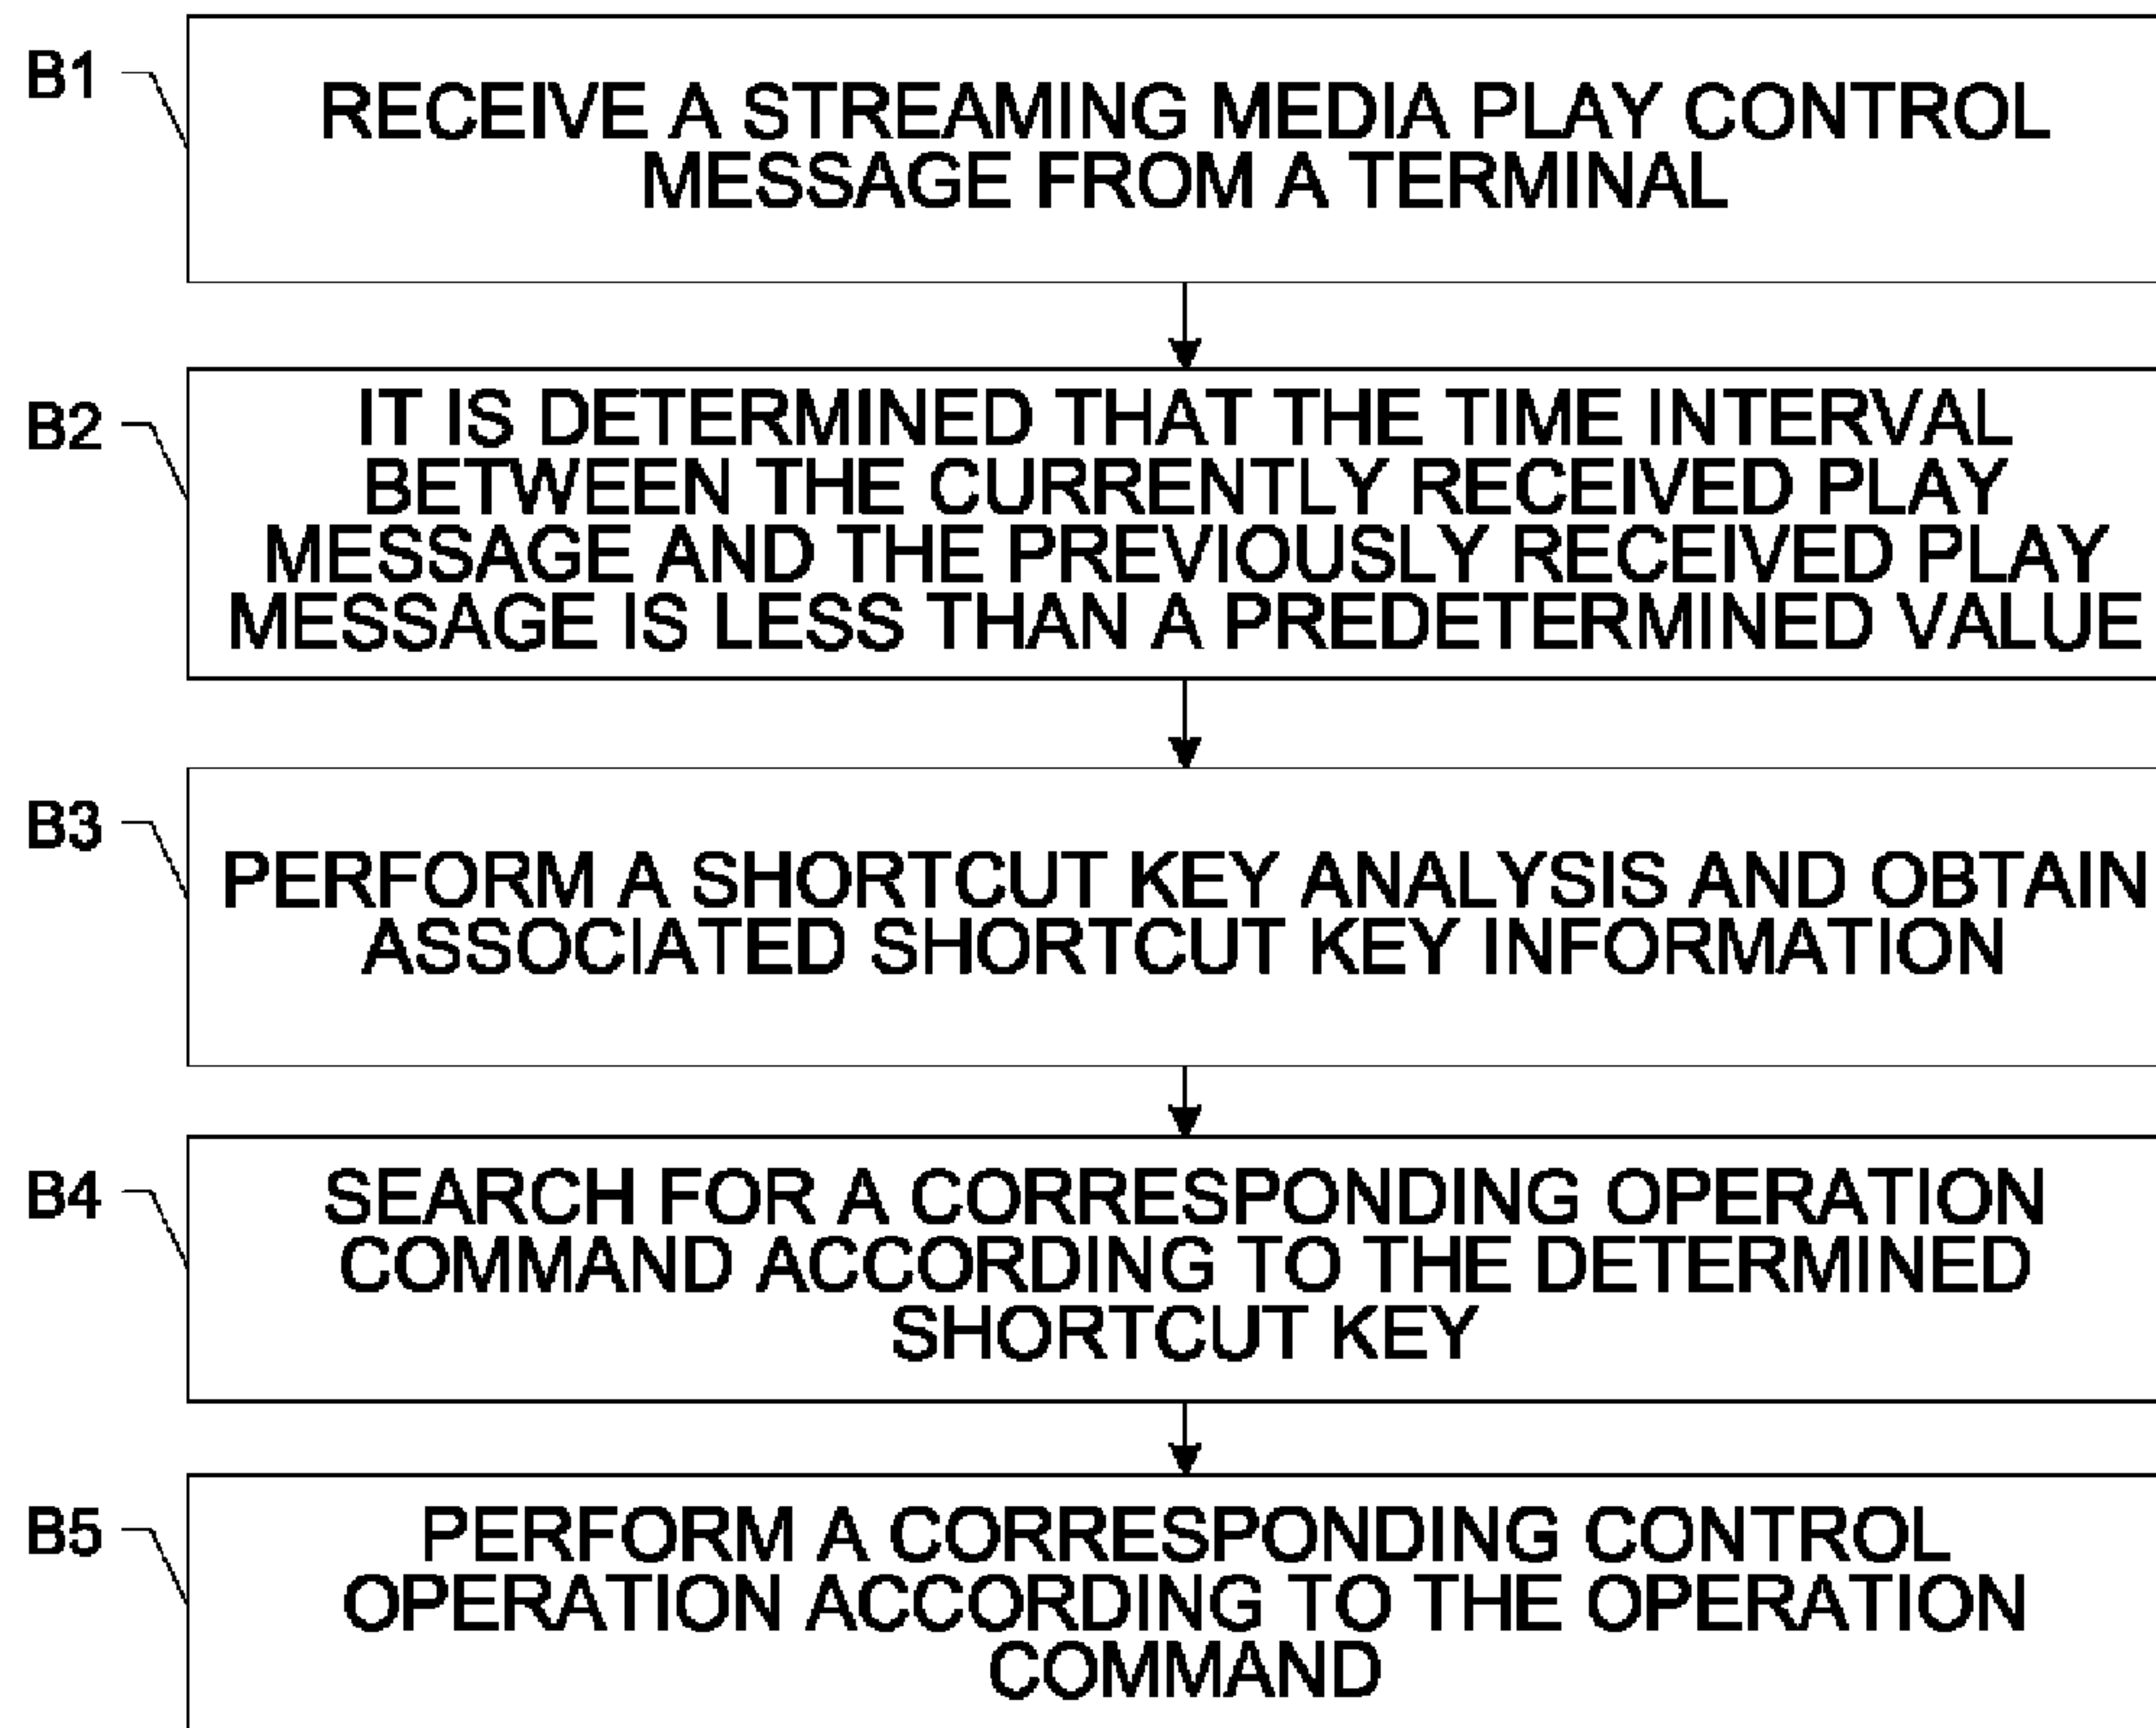 B1
RECEIVE A STREAMING MEDIA PLAY CONTROL
MESSAGE FROM A TERMINAL
B2
IT IS DETERMINED THAT THE TIME INTERVAL
BETWEEN THE CURRENTLY RECEIVED PLAY
MESSAGE AND THE PREVIOUSLY RECEIVED PLAY
MESSAGE IS LESS THAN A PREDETERMINED VALUE
B3
PERFORM A SHORTCUT KEY ANALYSIS AND OBTAIN
ASSOCIATED SHORTCUT KEY INFORMATION
B4
SEARCH FOR A CORRESPONDING OPERATION
COMMAND ACCORDING TO THE DETERMINED
SHORTCUT KEY
B5
PERFORM A CORRESPONDING CONTROL
OPERATION ACCORDING TO THE OPERATION
COMMAND